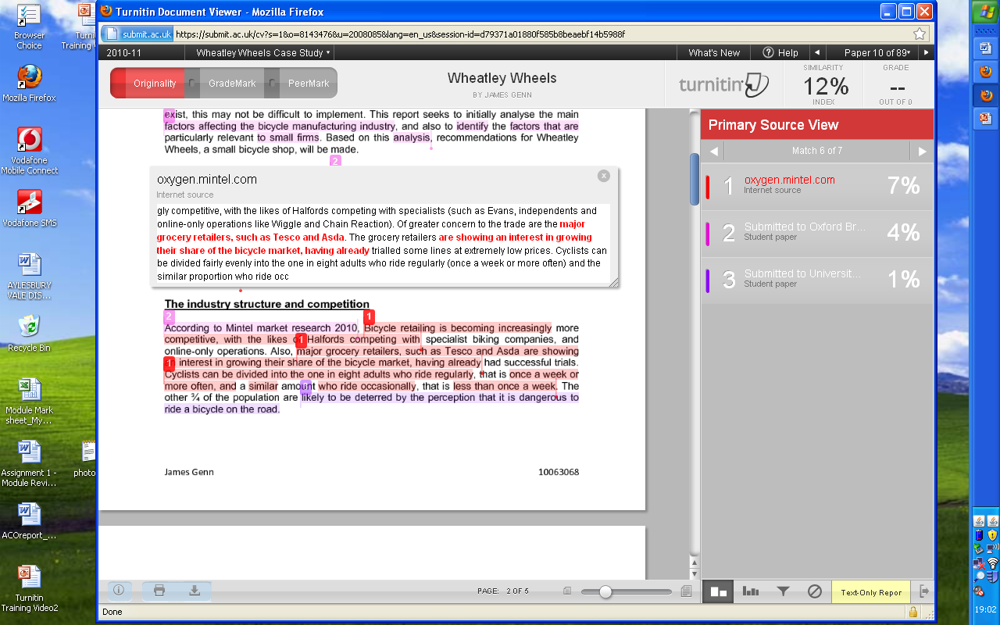 Browser
Choice
Mozilla Firefox
Vodafone
Mobile Connect
Vodafone SMS
AYLESBURY
VALE DIS...
Recycle Bin
Module Mark
sheet_My...
Assignment 1 -
Module Revi...
ACOreport_...
Turnitin
Training Video2
Training V
photo
Turnitin Document Viewer - Mozilla Firefox
submit.ac.uk https://submit.ac.uk/cv?s=1&o=8143476&u=2008085&lang=en_us&session-id=d79371a01880f585b8beaebf14b5988f
2010-11 Wheatley Wheels Case Study What's New Help Paper 10 of 89
Originality GradeMark PeerMark
Wheatley Wheels
BY JAMES GENN
turnitin
SIMILARITY
12%
INDEX
GRADE
--
OUT OF 0
exist, this may not be difficult to implement. This report seeks to initially analyse the main
factors affecting the bicycle manufacturing industry, and also to identify the factors that are
particularly relevant to small firms. Based on this analysis, recommendations for Wheatley
Wheels, a small bicycle shop, will be made.
2
oxygen.mintel.com
Internet source
gly competitive, with the likes of Halfords competing with specialists (such as Evans, independents and
online-only operations like Wiggle and Chain Reaction). Of greater concern to the trade are the major
grocery retailers, such as Tesco and Asda. The grocery retailers are showing an interest in growing
their share of the bicycle market, having already trialled some lines at extremely low prices. Cyclists can
be divided fairly evenly into the one in eight adults who ride regularly (once a week or more often) and the
similar proportion who ride occ
The industry structure and competition
2 1
According to Mintel market research 2010, Bicycle retailing is becoming increasingly more
competitive, with the likes 1 Halfords competing with specialist biking companies, and
online-only operations. Also, major grocery retailers, such as Tesco and Asda are showing
1 interest in growing their share of the bicycle market, having already had successful trials.
Cyclists can be divided into the one in eight adults who ride regularly, that is once a week or
more often, and a similar amount who ride occasionally, that is less than once a week. The
other ¾ of the population are likely to be deterred by the perception that it is dangerous to
ride a bicycle on the road.
James Genn 10063068
Primary Source View
Match 6 of 7
1 oxygen.mintel.com 7%
Internet source
2 Submitted to Oxford Br... 4%
Student paper
3 Submitted to Universit... 1%
Student paper
PAGE: 2 OF 5
Text-Only Repor
Done
19:02